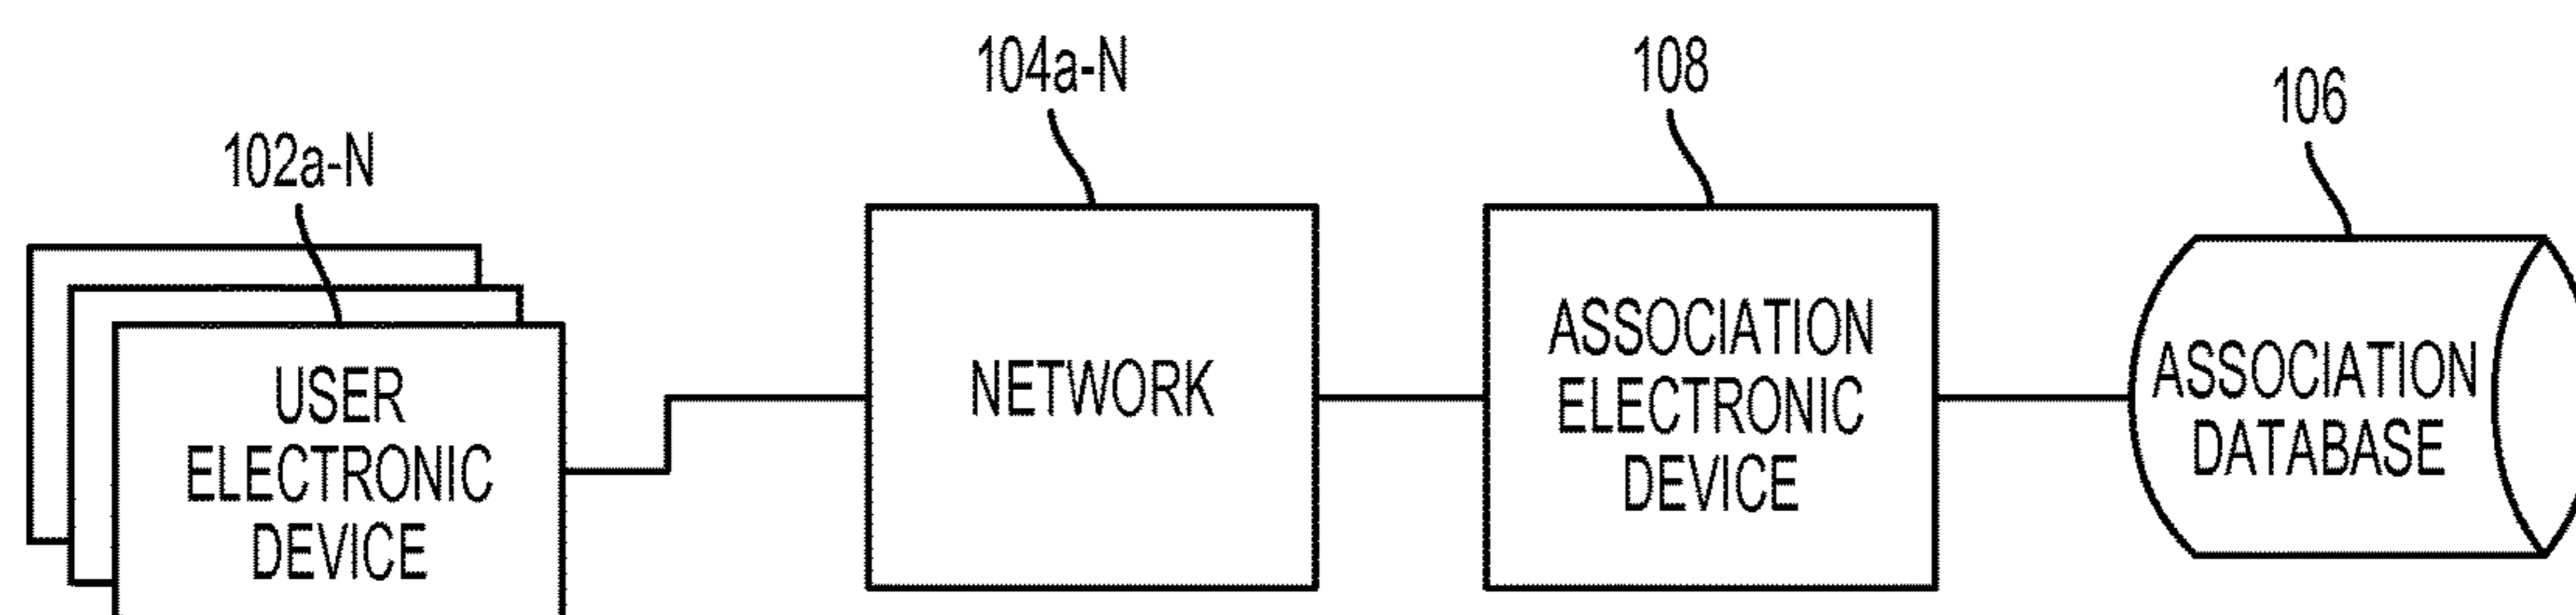 102a-N
104a-N
108
106
USER
ELECTRONIC
DEVICE
NETWORK
ASSOCIATION
ELECTRONIC
DEVICE
ASSOCIATION
DATABASE